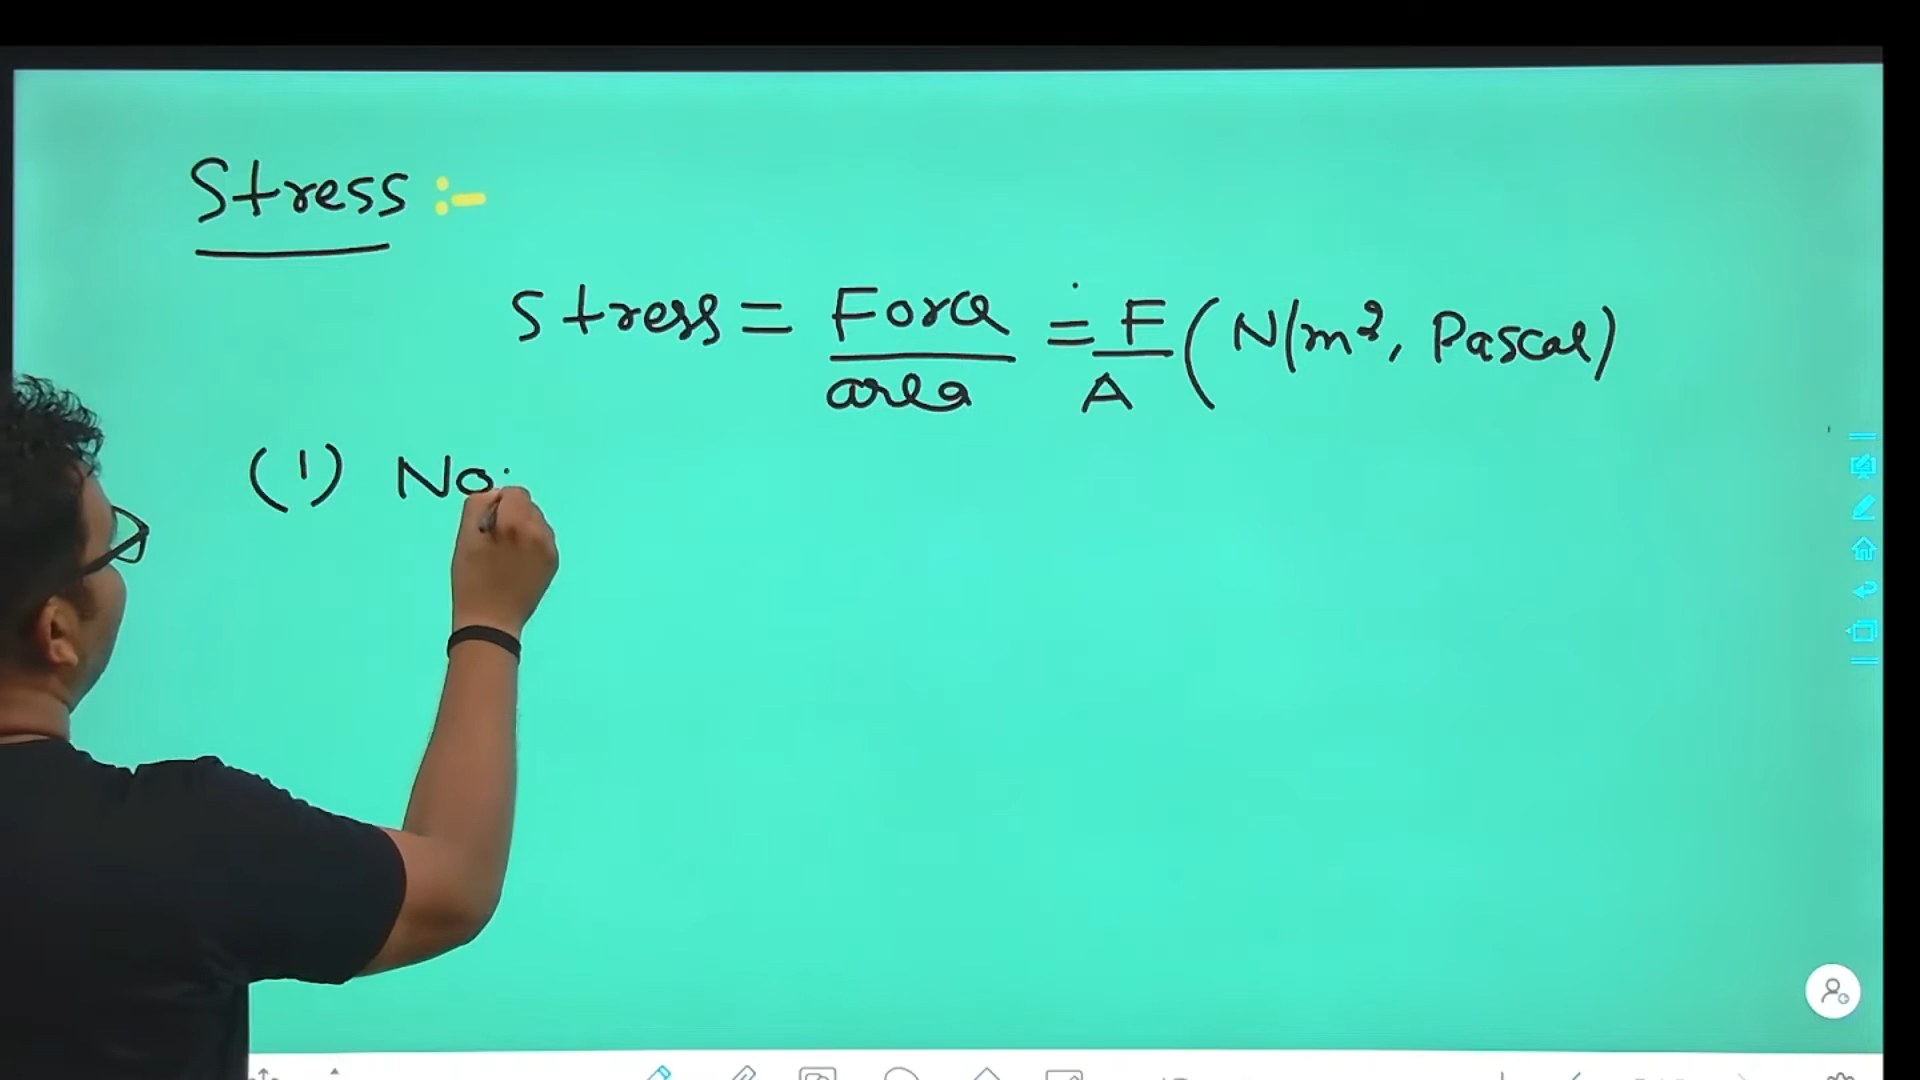 Stress :-
Stress = Force/area = F/A (N/m², Pascal)
(1) No